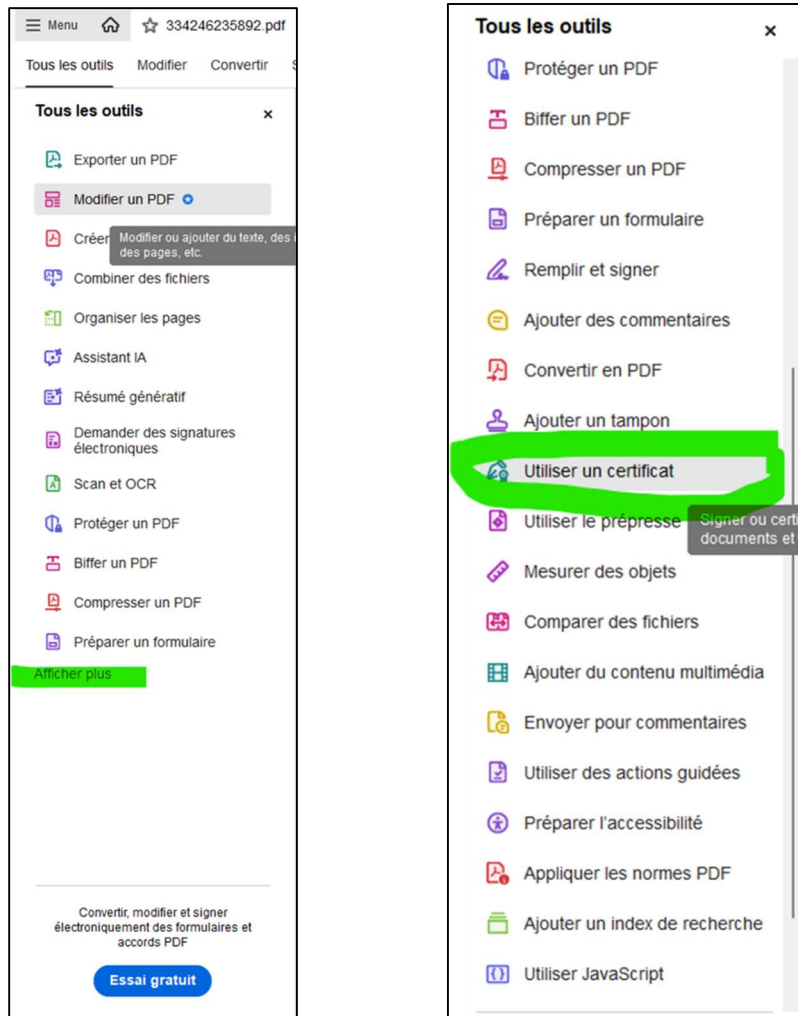 Menu
334246235892.pdf
Tous les outils Modifier Convertir
Tous les outils
Exporter un PDF
Modifier un PDF
Créer
Modifier ou ajouter du texte, des
des pages, etc.
Combiner des fichiers
Organiser les pages
Assistant IA
Résumé génératif
Demander des signatures
électroniques
Scan et OCR
Protéger un PDF
Biffer un PDF
Compresser un PDF
Préparer un formulaire
Afficher plus
Convertir, modifier et signer
électroniquement des formulaires et
accords PDF
Essai gratuit
Tous les outils
Protéger un PDF
Biffer un PDF
Compresser un PDF
Préparer un formulaire
Remplir et signer
Ajouter des commentaires
Convertir en PDF
Ajouter un tampon
Utiliser un certificat
Utiliser le prépresse
Signer ou certi
documents et
Mesurer des objets
Comparer des fichiers
Ajouter du contenu multimédia
Envoyer pour commentaires
Utiliser des actions guidées
Préparer l'accessibilité
Appliquer les normes PDF
Ajouter un index de recherche
Utiliser JavaScript